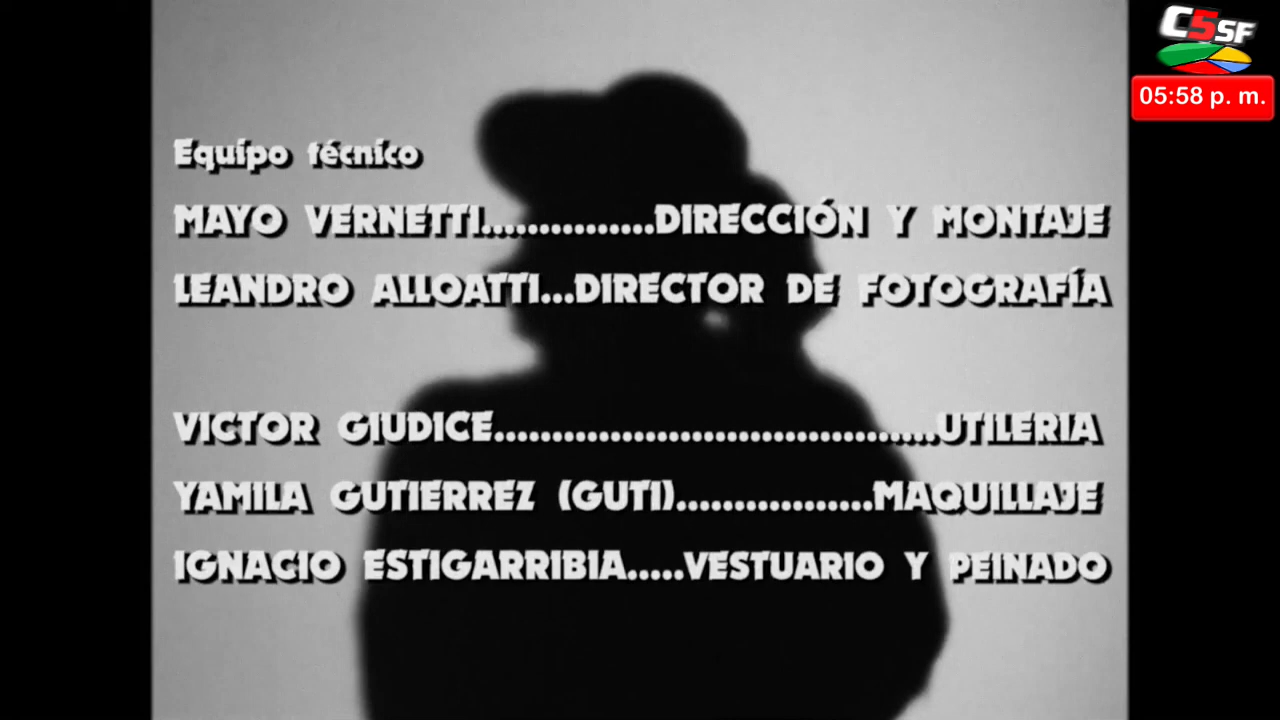 C5SF
05:58 p. m.
Equipo técnico
MAYO VERNETTI...............DIRECCIÓN Y MONTAJE
LEANDRO ALLOATTI...DIRECTOR DE FOTOGRAFÍA
VICTOR GIUDICE.......................................UTILERIA
YAMILA GUTIERREZ (GUTI).................MAQUILLAJE
IGNACIO ESTIGARRIBIA.....VESTUARIO Y PEINADO